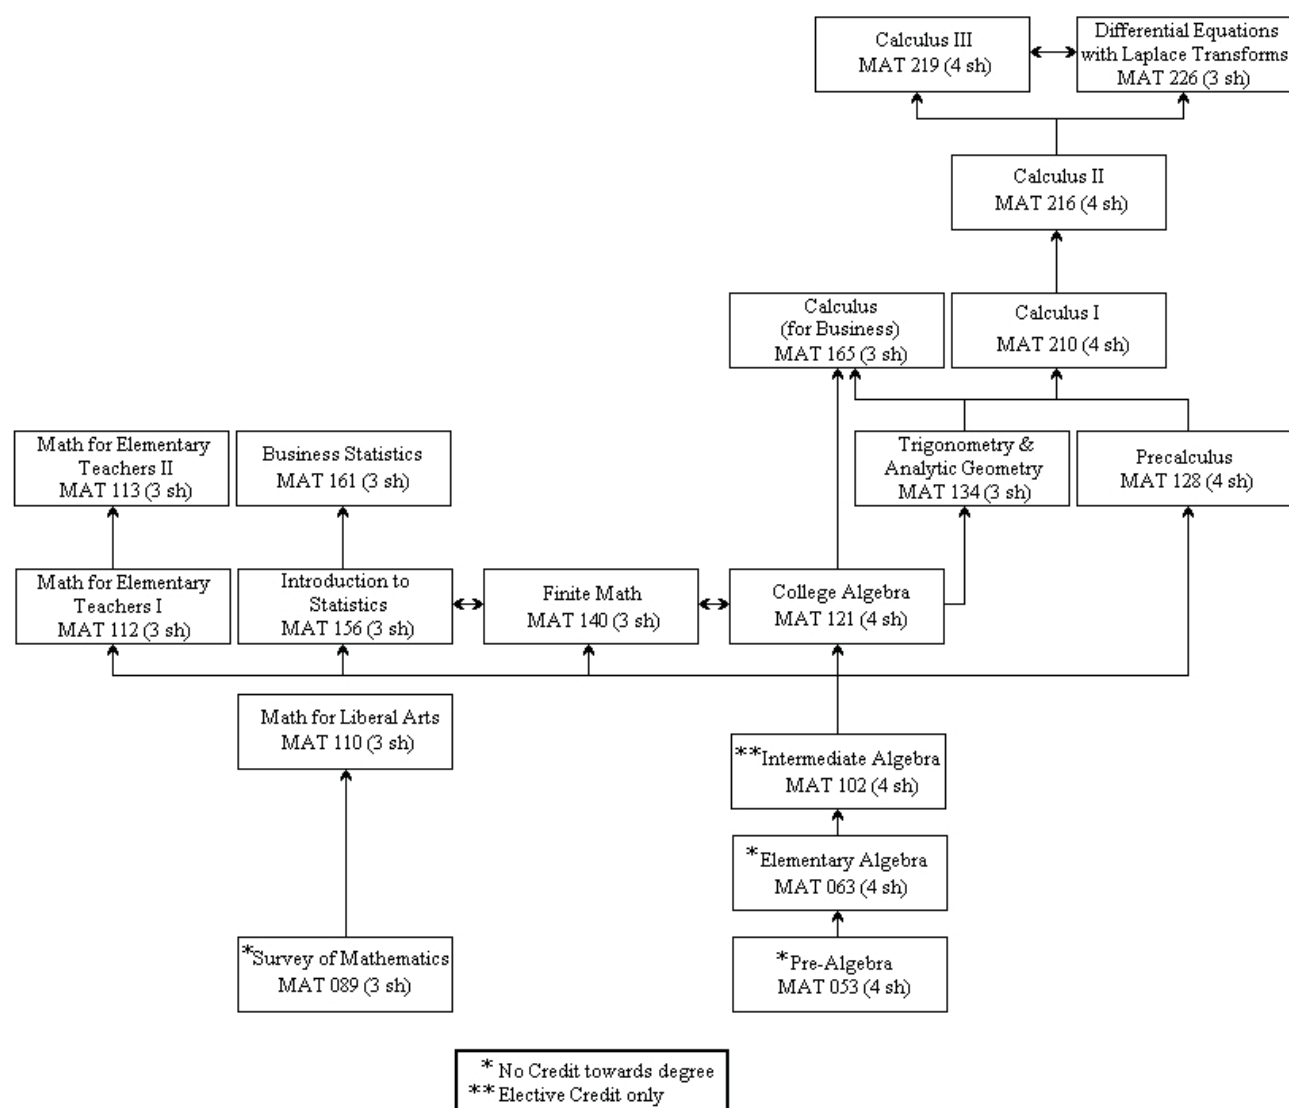 Calculus III
MAT 219 (4 sh)
Differential Equations
with Laplace Transforms
MAT 226 (3 sh)
Calculus II
MAT 216 (4 sh)
Calculus
(for Business)
MAT 165 (3 sh)
Calculus I
MAT 210 (4 sh)
Math for Elementary
Teachers II
MAT 113 (3 sh)
Business Statistics
MAT 161 (3 sh)
Trigonometry &
Analytic Geometry
MAT 134 (3 sh)
Precalculus
MAT 128 (4 sh)
Math for Elementary
Teachers I
MAT 112 (3 sh)
Introduction to
Statistics
MAT 156 (3 sh)
Finite Math
MAT 140 (3 sh)
College Algebra
MAT 121 (4 sh)
Math for Liberal Arts
MAT 110 (3 sh)
**Intermediate Algebra
MAT 102 (4 sh)
*Elementary Algebra
MAT 063 (4 sh)
*Survey of Mathematics
MAT 089 (3 sh)
*Pre-Algebra
MAT 053 (4 sh)
* No Credit towards degree
** Elective Credit only